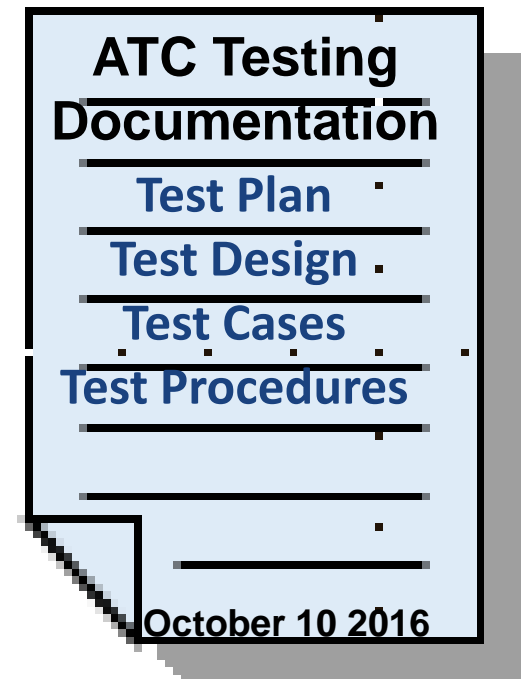 ATC Testing
Documentation
Test Plan
Test Design
Test Cases
Test Procedures
October 10 2016